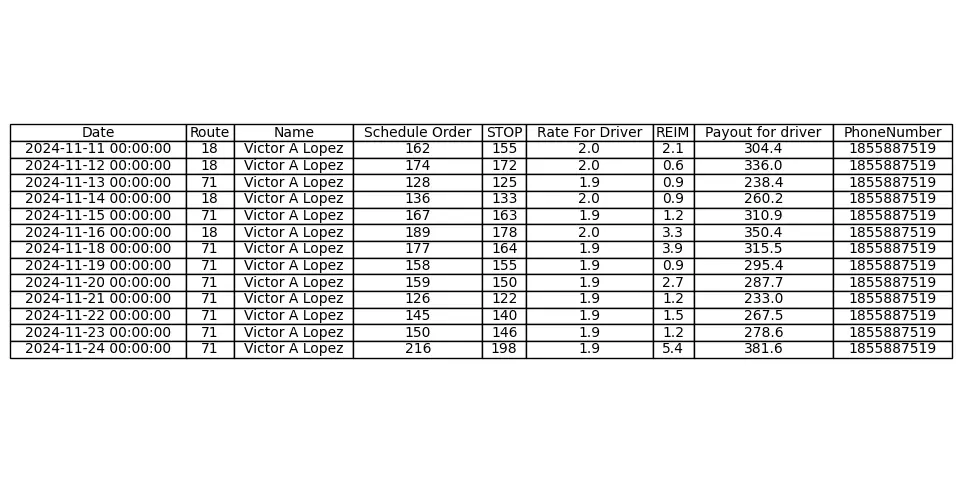 Date Route Name Schedule Order STOP Rate For Driver REIM Payout for driver PhoneNumber
2024-11-11 00:00:00 18 Victor A Lopez 162 155 2.0 2.1 304.4 1855887519
2024-11-12 00:00:00 18 Victor A Lopez 174 172 2.0 0.6 336.0 1855887519
2024-11-13 00:00:00 71 Victor A Lopez 128 125 1.9 0.9 238.4 1855887519
2024-11-14 00:00:00 18 Victor A Lopez 136 133 2.0 0.9 260.2 1855887519
2024-11-15 00:00:00 71 Victor A Lopez 167 163 1.9 1.2 310.9 1855887519
2024-11-16 00:00:00 18 Victor A Lopez 189 178 2.0 3.3 350.4 1855887519
2024-11-18 00:00:00 71 Victor A Lopez 177 164 1.9 3.9 315.5 1855887519
2024-11-19 00:00:00 71 Victor A Lopez 158 155 1.9 0.9 295.4 1855887519
2024-11-20 00:00:00 71 Victor A Lopez 159 150 1.9 2.7 287.7 1855887519
2024-11-21 00:00:00 71 Victor A Lopez 126 122 1.9 1.2 233.0 1855887519
2024-11-22 00:00:00 71 Victor A Lopez 145 140 1.9 1.5 267.5 1855887519
2024-11-23 00:00:00 71 Victor A Lopez 150 146 1.9 1.2 278.6 1855887519
2024-11-24 00:00:00 71 Victor A Lopez 216 198 1.9 5.4 381.6 1855887519